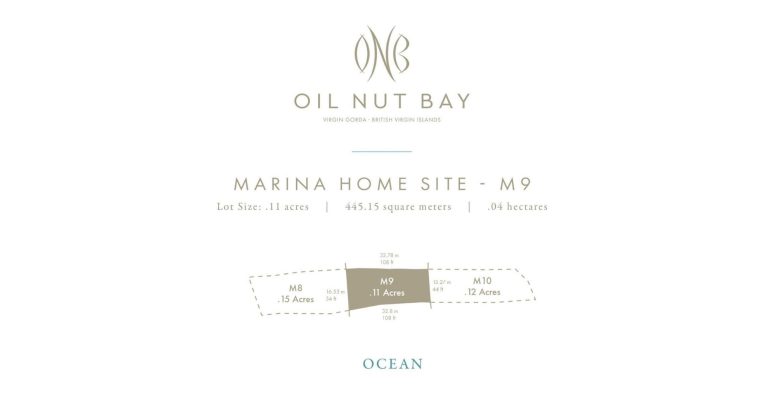 ONB
OIL NUT BAY
VIRGIN GORDA · BRITISH VIRGIN ISLANDS
MARINA HOME SITE - M9
Lot Size: .11 acres | 445.15 square meters | .04 hectares
32.78 m
108 ft
M8
.15 Acres
16.53 m
54 ft
M9
.11 Acres
13.27 m
44 ft
M10
.12 Acres
32.8 m
108 ft
OCEAN